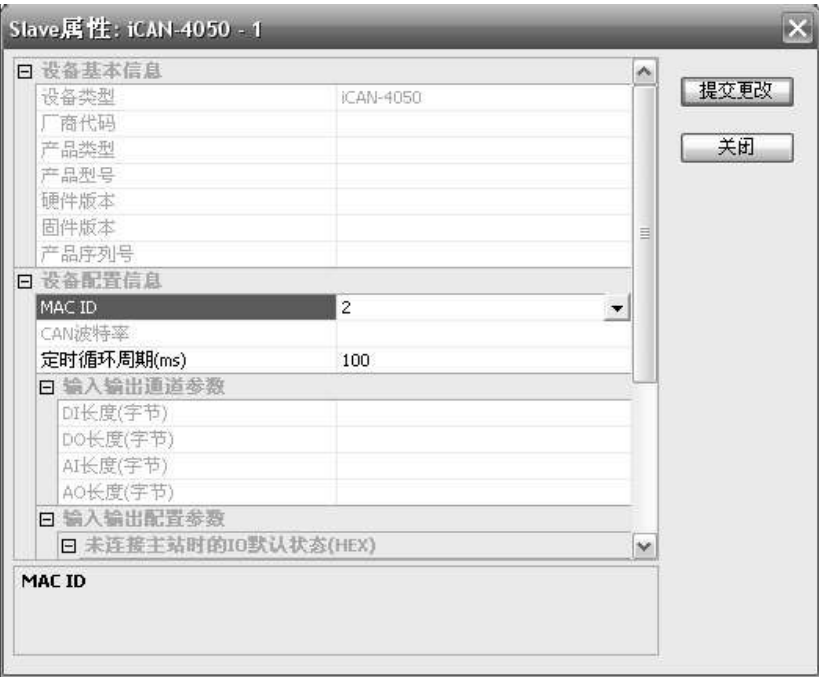 Slave属性: iCAN-4050 - 1
设备基本信息
设备类型 iCAN-4050
厂商代码
产品类型
产品型号
硬件版本
固件版本
产品序列号
设备配置信息
MAC ID 2
CAN波特率
定时循环周期(ms) 100
输入输出通道参数
DI长度(字节)
DO长度(字节)
AI长度(字节)
AO长度(字节)
输入输出配置参数
未连接主站时的IO默认状态(HEX)
MAC ID
提交更改
关闭